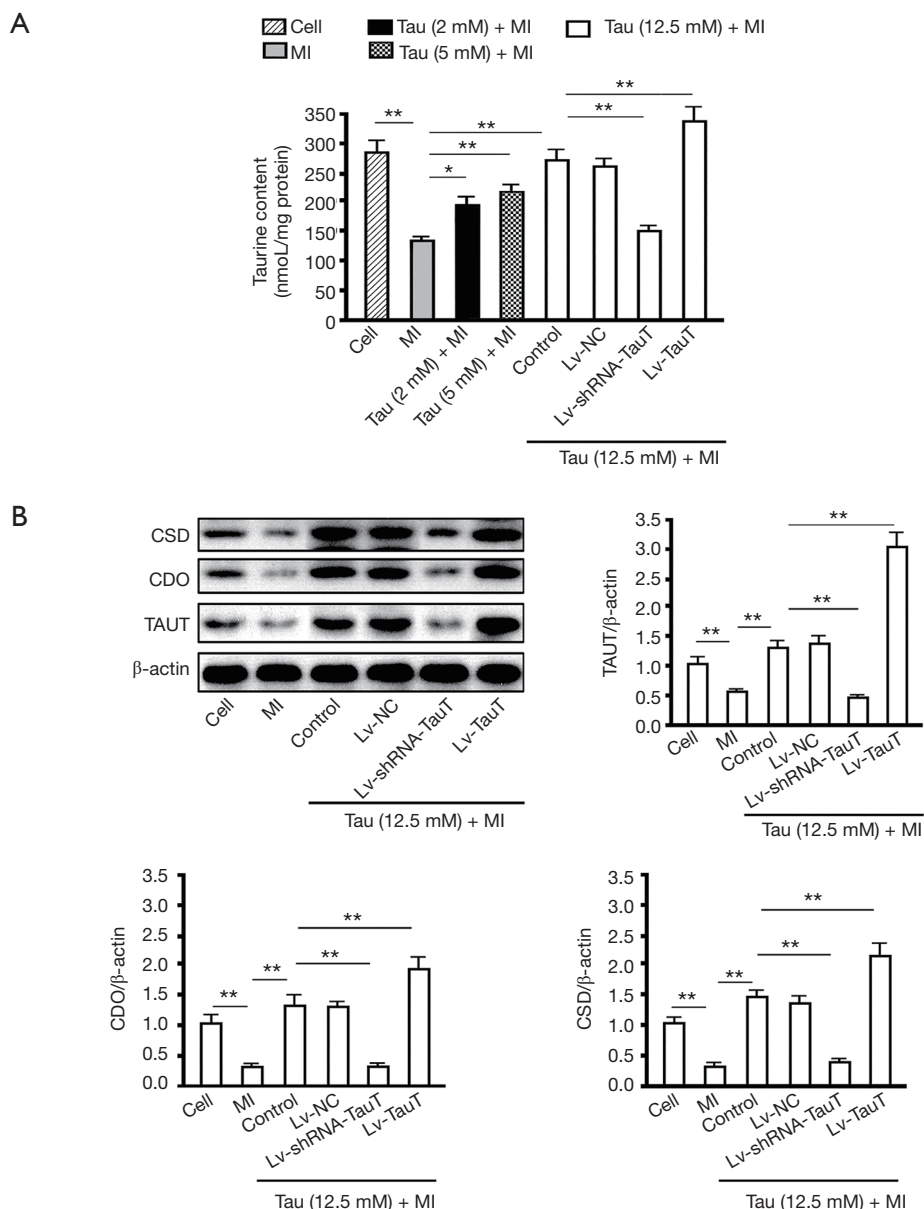 A
Cell
Tau (2 mM) + MI
Tau (12.5 mM) + MI
MI
Tau (5 mM) + MI
Taurine content
(nmoL/mg protein)
350
300
250
200
150
100
50
0
**
**
**
*
**
**
Cell
MI
Tau (2 mM) + MI
Tau (5 mM) + MI
Control
Lv-NC
Lv-shRNA-TauT
Lv-TauT
Tau (12.5 mM) + MI
B
CSD
CDO
TAUT
β-actin
Cell
MI
Control
Lv-NC
Lv-shRNA-TauT
Lv-TauT
Tau (12.5 mM) + MI
TAUT/β-actin
3.5
3.0
2.5
2.0
1.5
1.0
0.5
0.0
**
**
**
**
Cell
MI
Control
Lv-NC
Lv-shRNA-TauT
Lv-TauT
Tau (12.5 mM) + MI
CDO/β-actin
3.5
3.0
2.5
2.0
1.5
1.0
0.5
0.0
**
**
**
**
Cell
MI
Control
Lv-NC
Lv-shRNA-TauT
Lv-TauT
Tau (12.5 mM) + MI
CSD/β-actin
3.5
3.0
2.5
2.0
1.5
1.0
0.5
0.0
**
**
**
**
Cell
MI
Control
Lv-NC
Lv-shRNA-TauT
Lv-TauT
Tau (12.5 mM) + MI